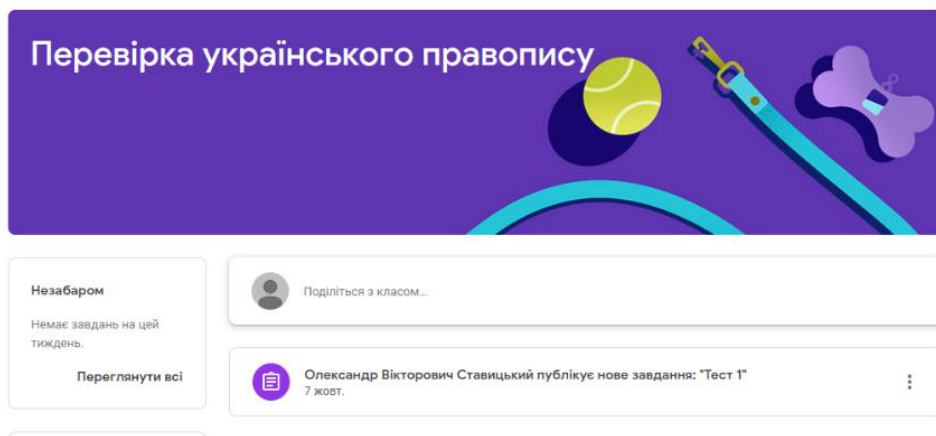 Перевірка українського правопису
Незабаром
Немає завдань на цей
тиждень.
Переглянути всі
Поділіться з класом...
Олександр Вікторович Ставицький публікує нове завдання: "Тест 1"
7 жовт.